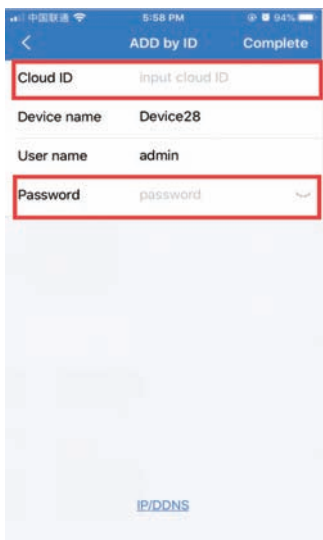 中国联通 5:58 PM 94%
ADD by ID Complete
Cloud ID input cloud ID
Device name Device28
User name admin
Password password
IP/DDNS